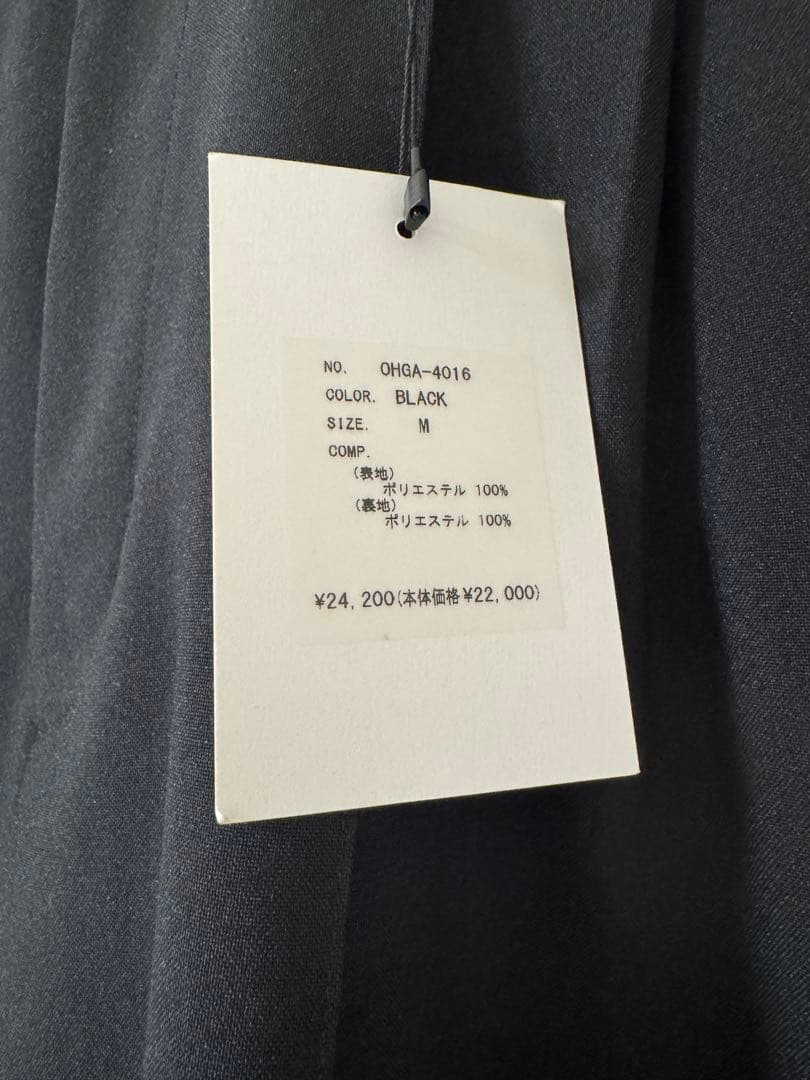 NO. OHGA-4016
COLOR. BLACK
SIZE. M
COMP.
(表地)
ポリエステル 100%
(裏地)
ポリエステル 100%
¥24,200(本体価格¥22,000)